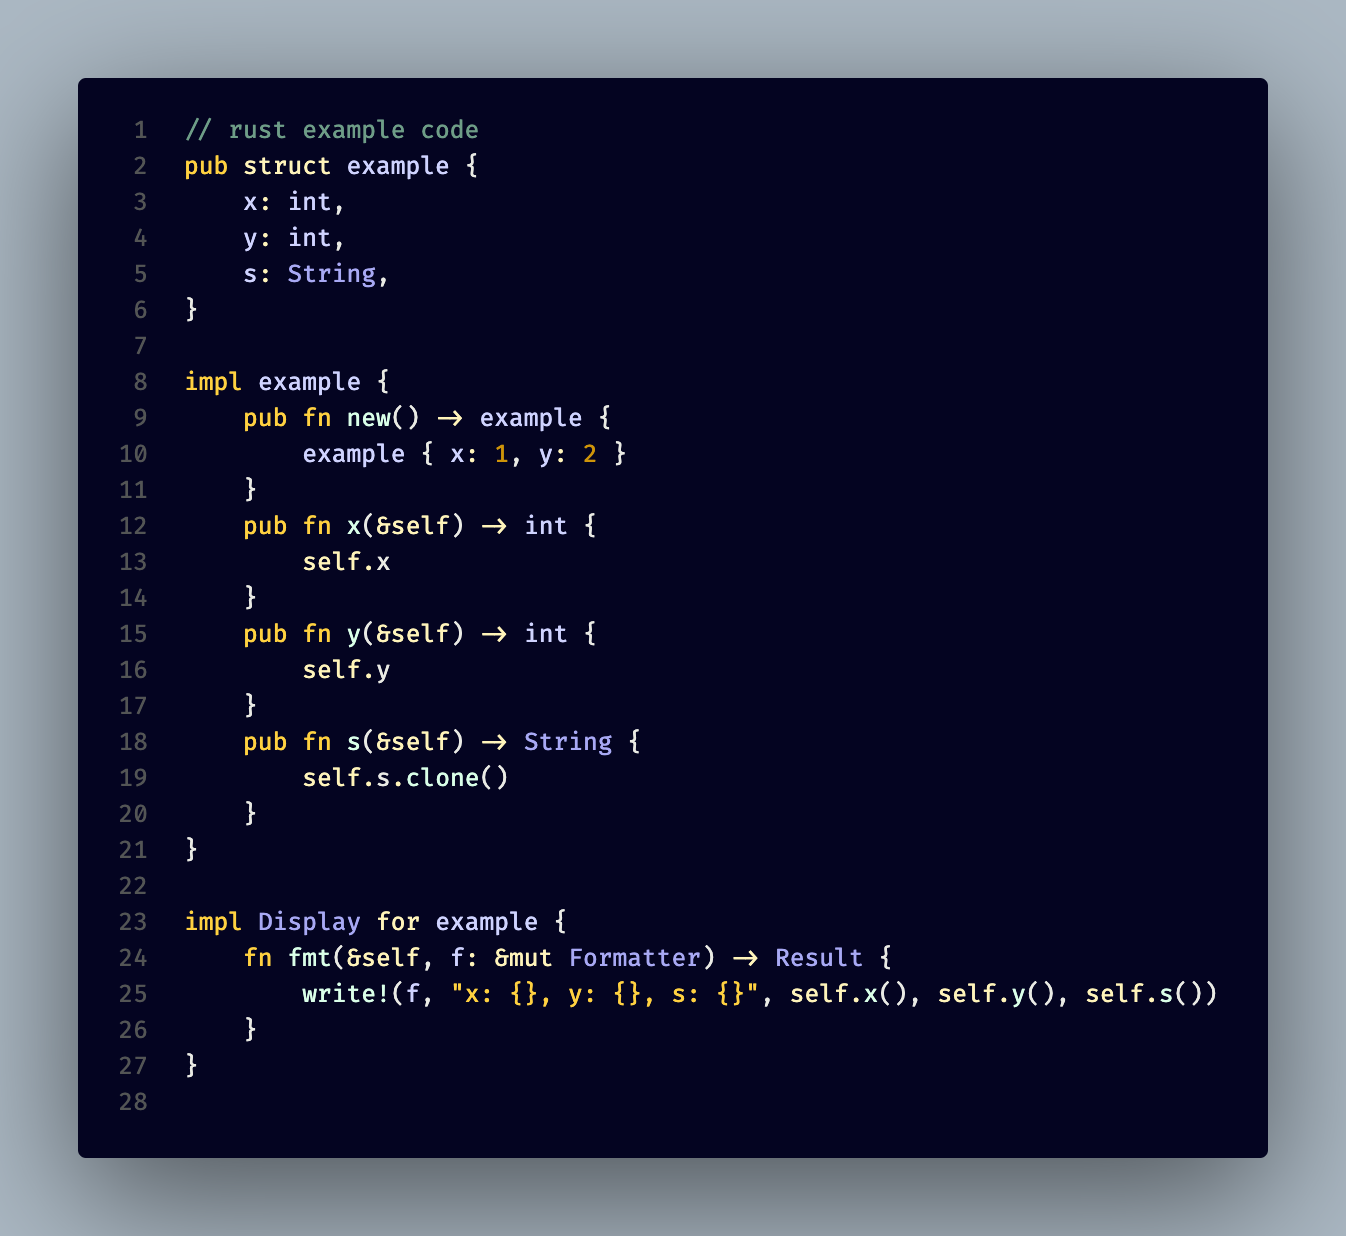 1 // rust example code
2 pub struct example {
3     x: int,
4     y: int,
5     s: String,
6 }
7
8 impl example {
9     pub fn new() -> example {
10         example { x: 1, y: 2 }
11     }
12     pub fn x(&self) -> int {
13         self.x
14     }
15     pub fn y(&self) -> int {
16         self.y
17     }
18     pub fn s(&self) -> String {
19         self.s.clone()
20     }
21 }
22
23 impl Display for example {
24     fn fmt(&self, f: &mut Formatter) -> Result {
25         write!(f, "x: {}, y: {}, s: {}", self.x(), self.y(), self.s())
26     }
27 }
28